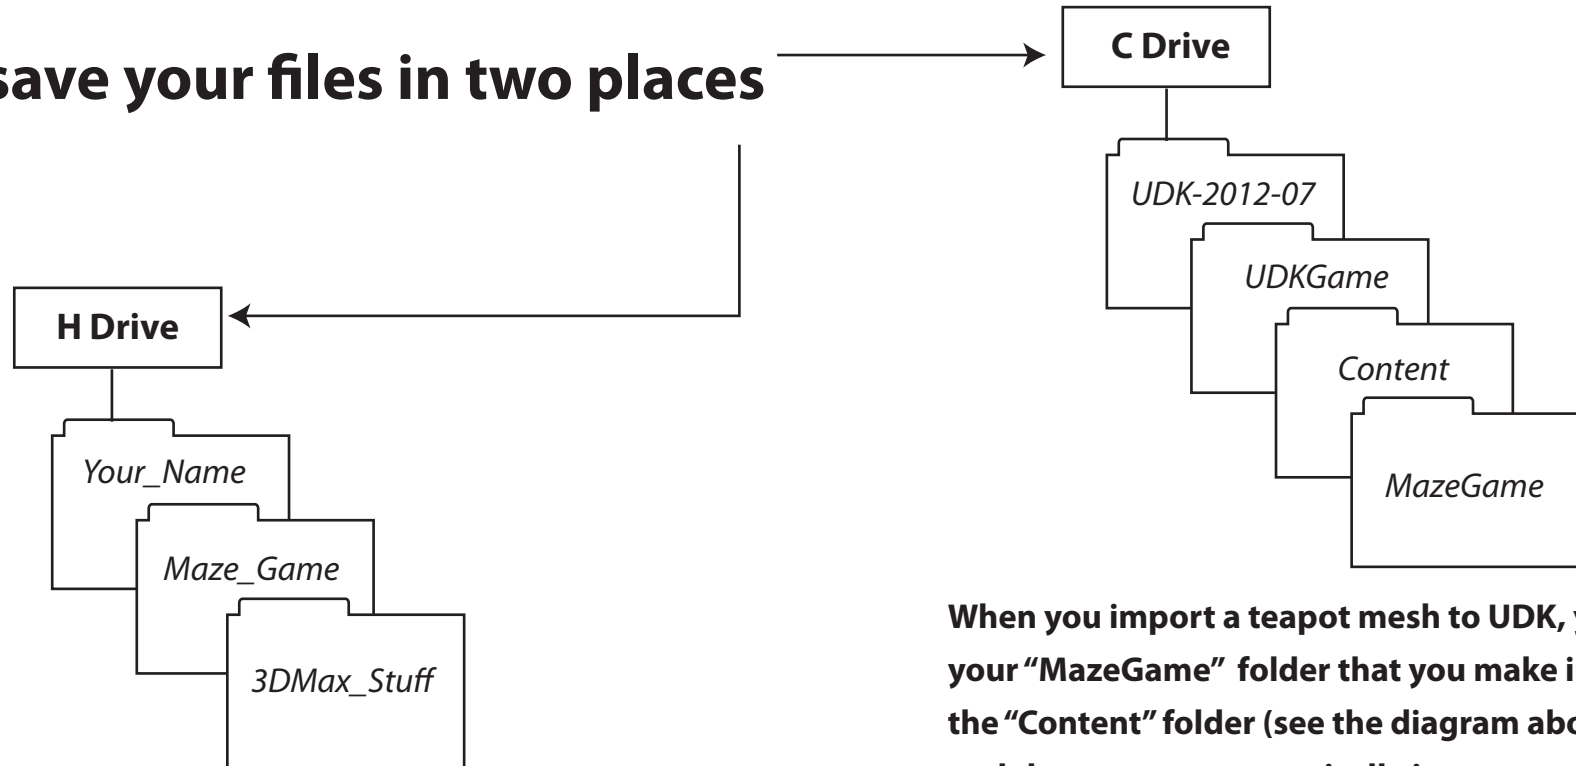 save your files in two places
C Drive
UDK-2012-07
UDKGame
Content
MazeGame
H Drive
Your_Name
Maze_Game
3DMax_Stuff
When you import a teapot mesh to UDK,
your “MazeGame” folder that you make
the “Content” folder (see the diagram